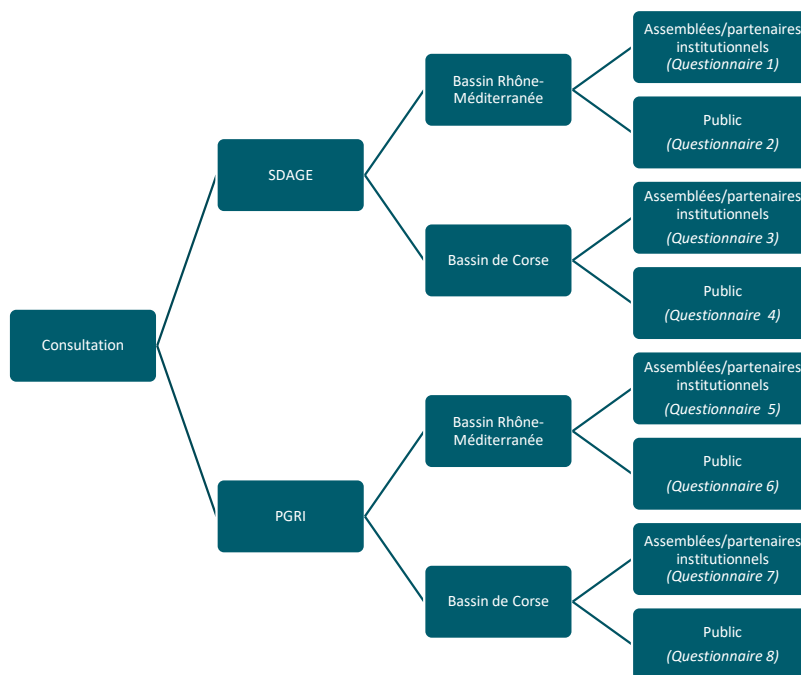 Consultation
SDAGE
Bassin Rhône-
Méditerranée
Assemblées/partenaires
institutionnels
(Questionnaire 1)
Public
(Questionnaire 2)
Bassin de Corse
Assemblées/partenaires
institutionnels
(Questionnaire 3)
Public
(Questionnaire 4)
PGRI
Bassin Rhône-
Méditerranée
Assemblées/partenaires
institutionnels
(Questionnaire 5)
Public
(Questionnaire 6)
Bassin de Corse
Assemblées/partenaires
institutionnels
(Questionnaire 7)
Public
(Questionnaire 8)